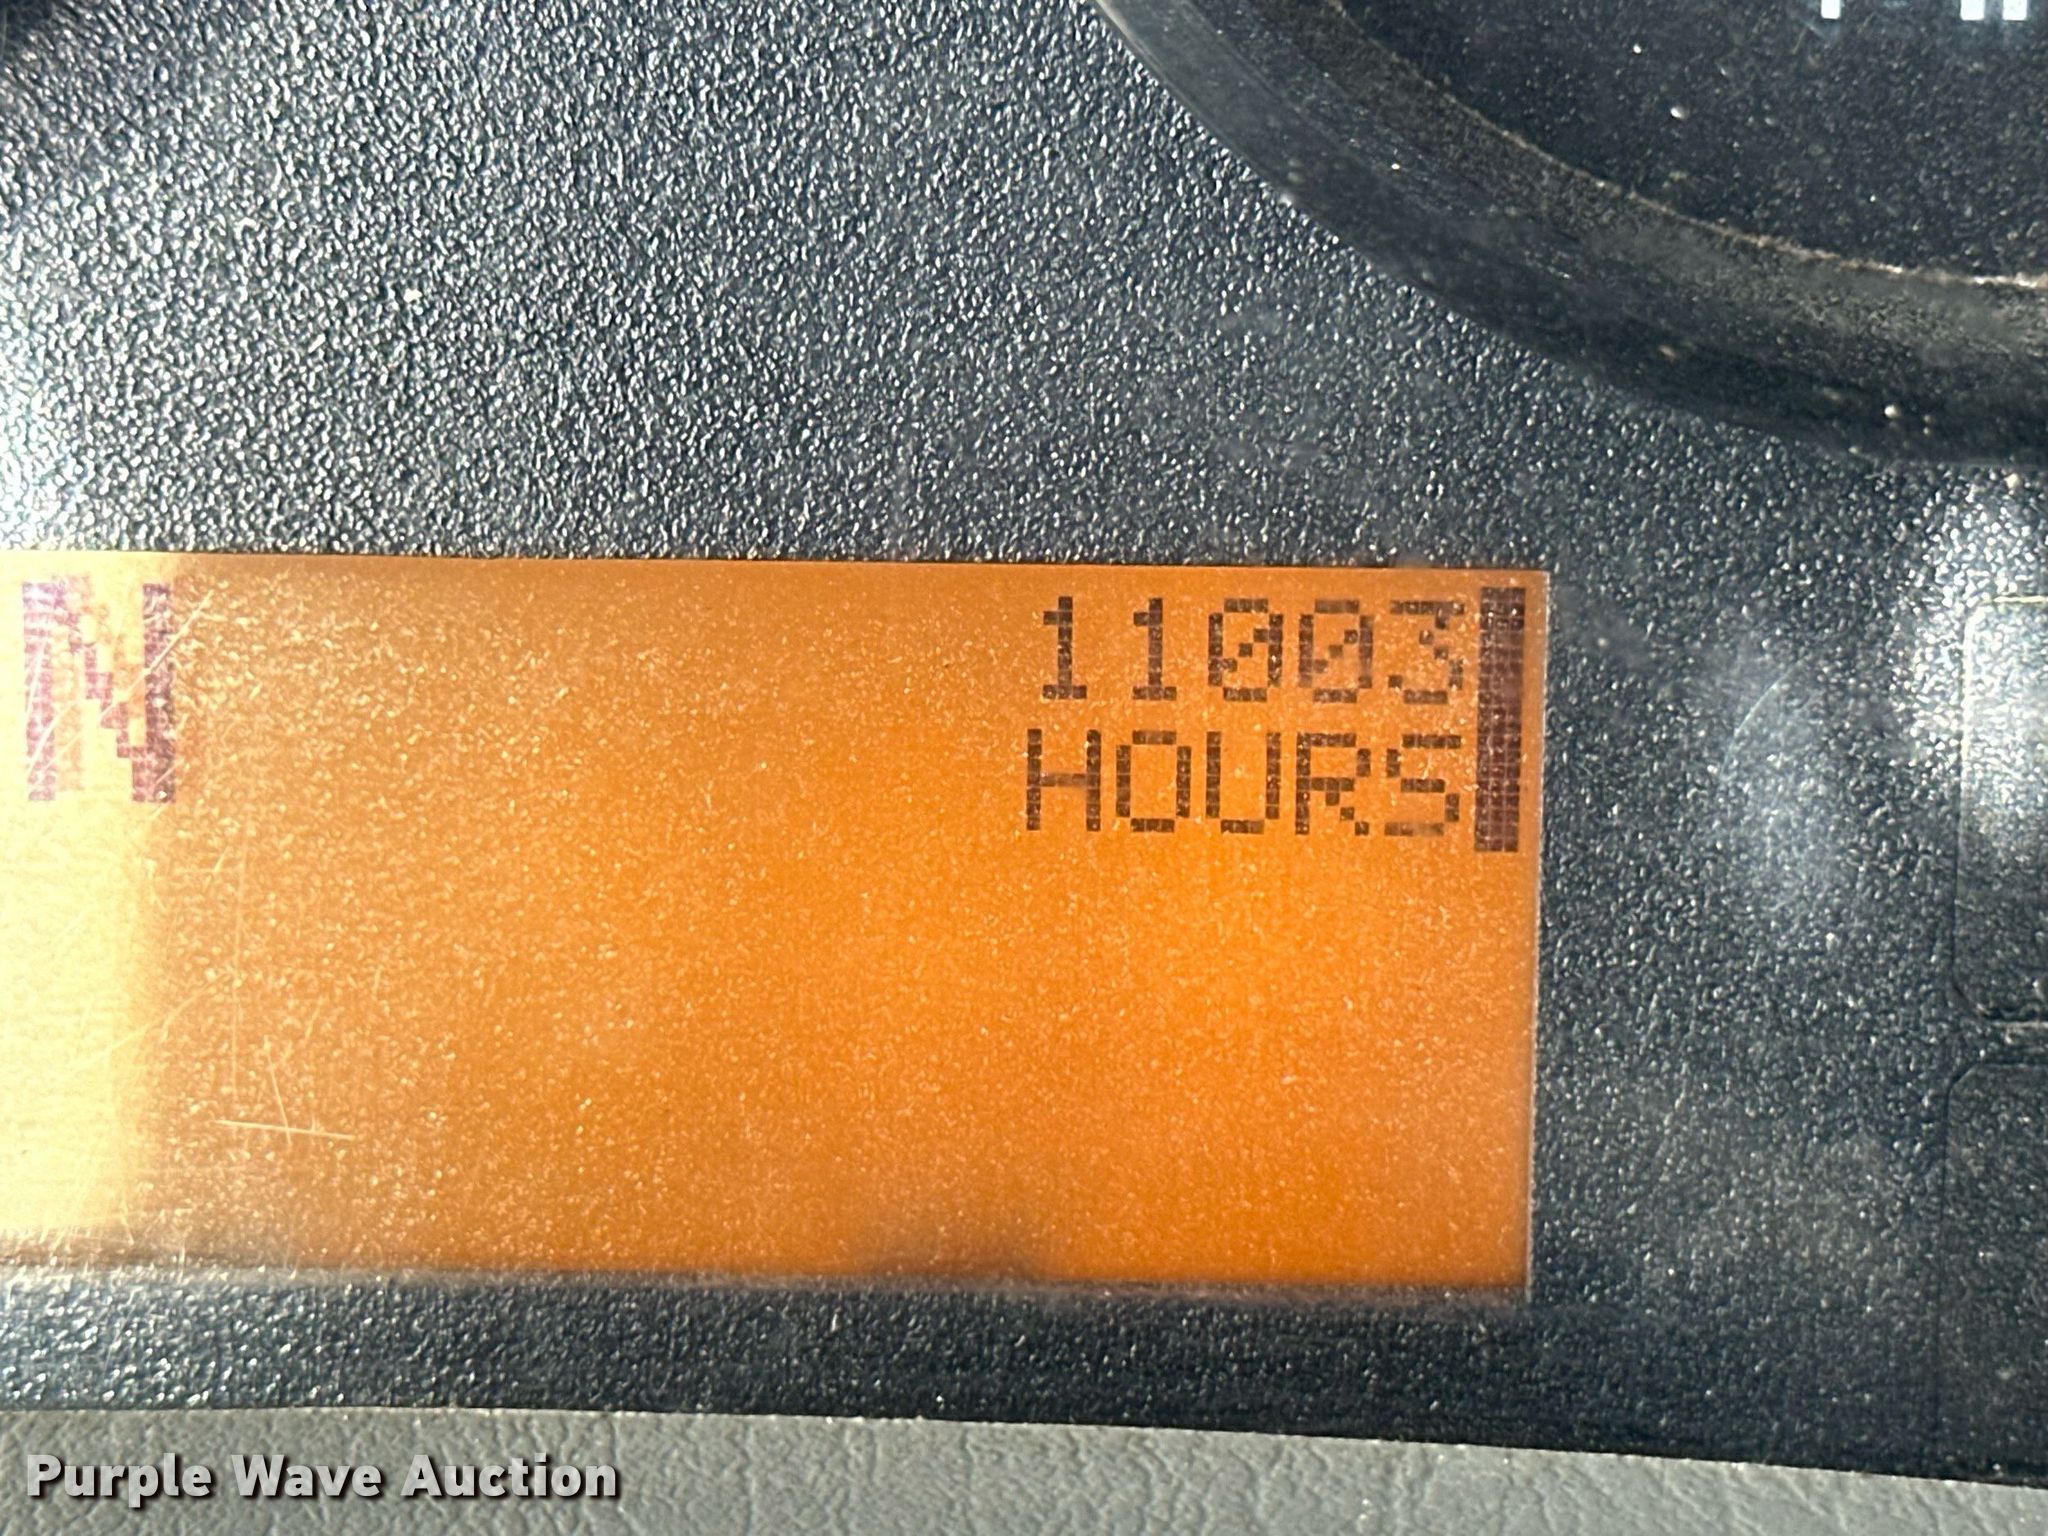 N
11003
HOURS
Purple Wave Auction